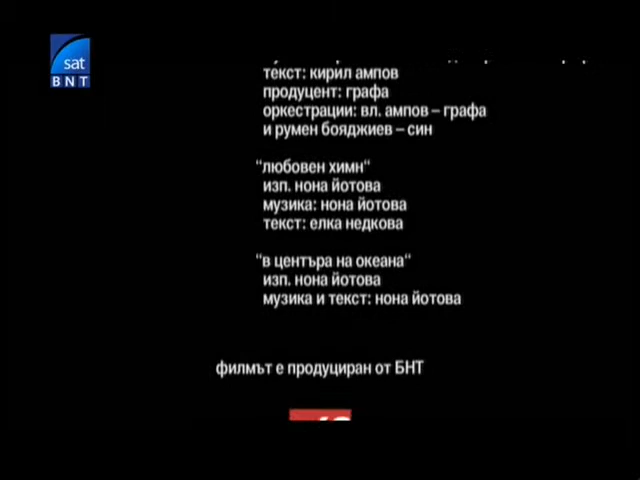 sat
BNT
текст: кирил ампов
продуцент: графа
оркестрации: вл. ампов – графа
и румен бояджиев – син
“любовен химн“
изп. нона йотова
музика: нона йотова
текст: елка недкова
“в центъра на океана“
изп. нона йотова
музика и текст: нона йотова
филмът е продуциран от БНТ